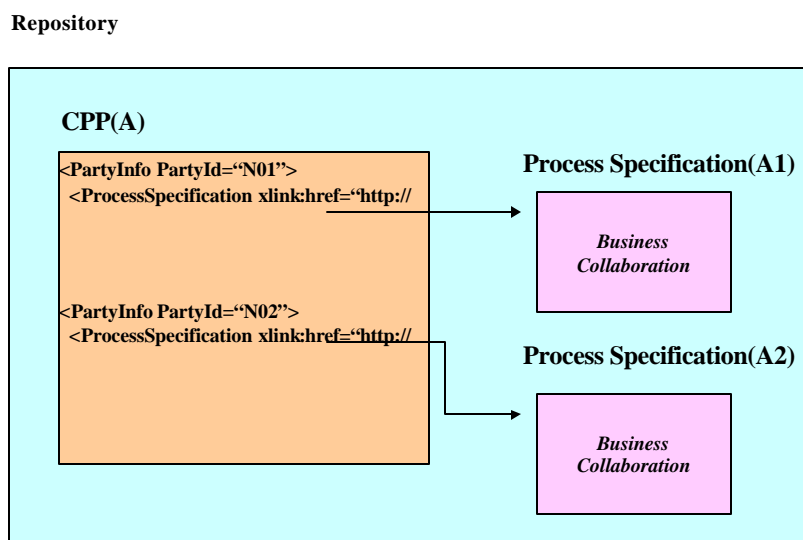 Repository
CPP(A)
<PartyInfo PartyId=“N01”>
<ProcessSpecification xlink:href=“http://
<PartyInfo PartyId=“N02”>
<ProcessSpecification xlink:href=“http://
Process Specification(A1)
Business
Collaboration
Process Specification(A2)
Business
Collaboration